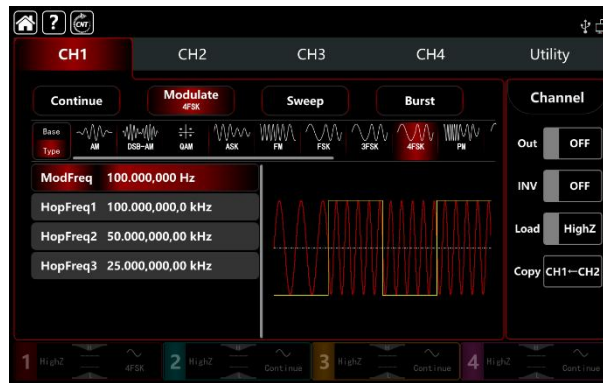 ? CNT
CH1 CH2 CH3 CH4 Utility
Continue Modulate Sweep Burst Channel
4FSK
Base
Type AM DSB-AM QAM ASK FM FSK 3FSK 4FSK PM
Out OFF
ModFreq 100.000,000 Hz
INV OFF
HopFreq1 100.000,000,0 kHz
HopFreq2 50.000,000,00 kHz
Load HighZ
HopFreq3 25.000,000,00 kHz
Copy CH1←CH2
1 HighZ 4FSK 2 HighZ Continue 3 HighZ Continue 4 HighZ Continue